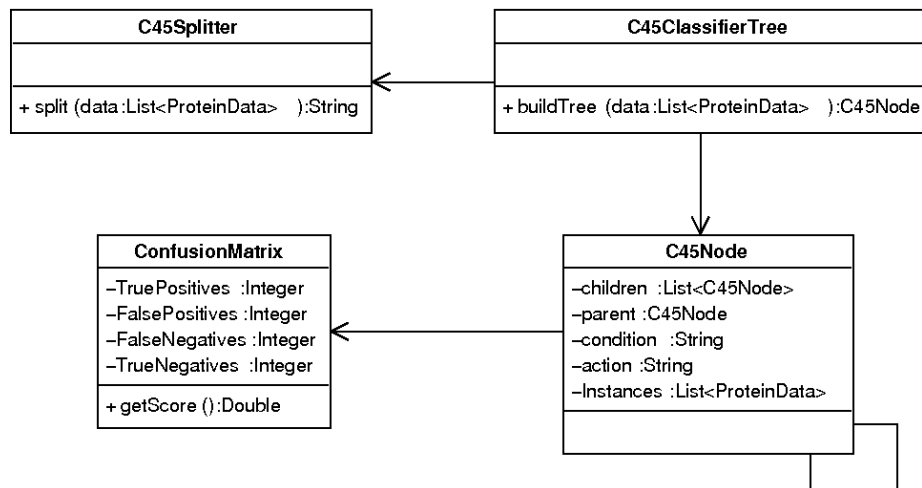 C45Splitter
+ split (data:List<ProteinData> ):String
C45ClassifierTree
+ buildTree (data:List<ProteinData> ):C45Node
ConfusionMatrix
–TruePositives :Integer
–FalsePositives :Integer
–FalseNegatives :Integer
–TrueNegatives :Integer
+ getScore ():Double
C45Node
–children :List<C45Node>
–parent :C45Node
–condition :String
–action :String
–Instances :List<ProteinData>